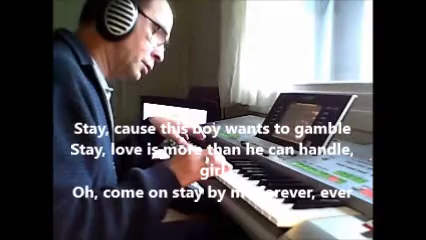 Stay, cause this boy wants to gamble
Stay, love is more than he can handle,
girl
Oh, come on stay by me forever, ever